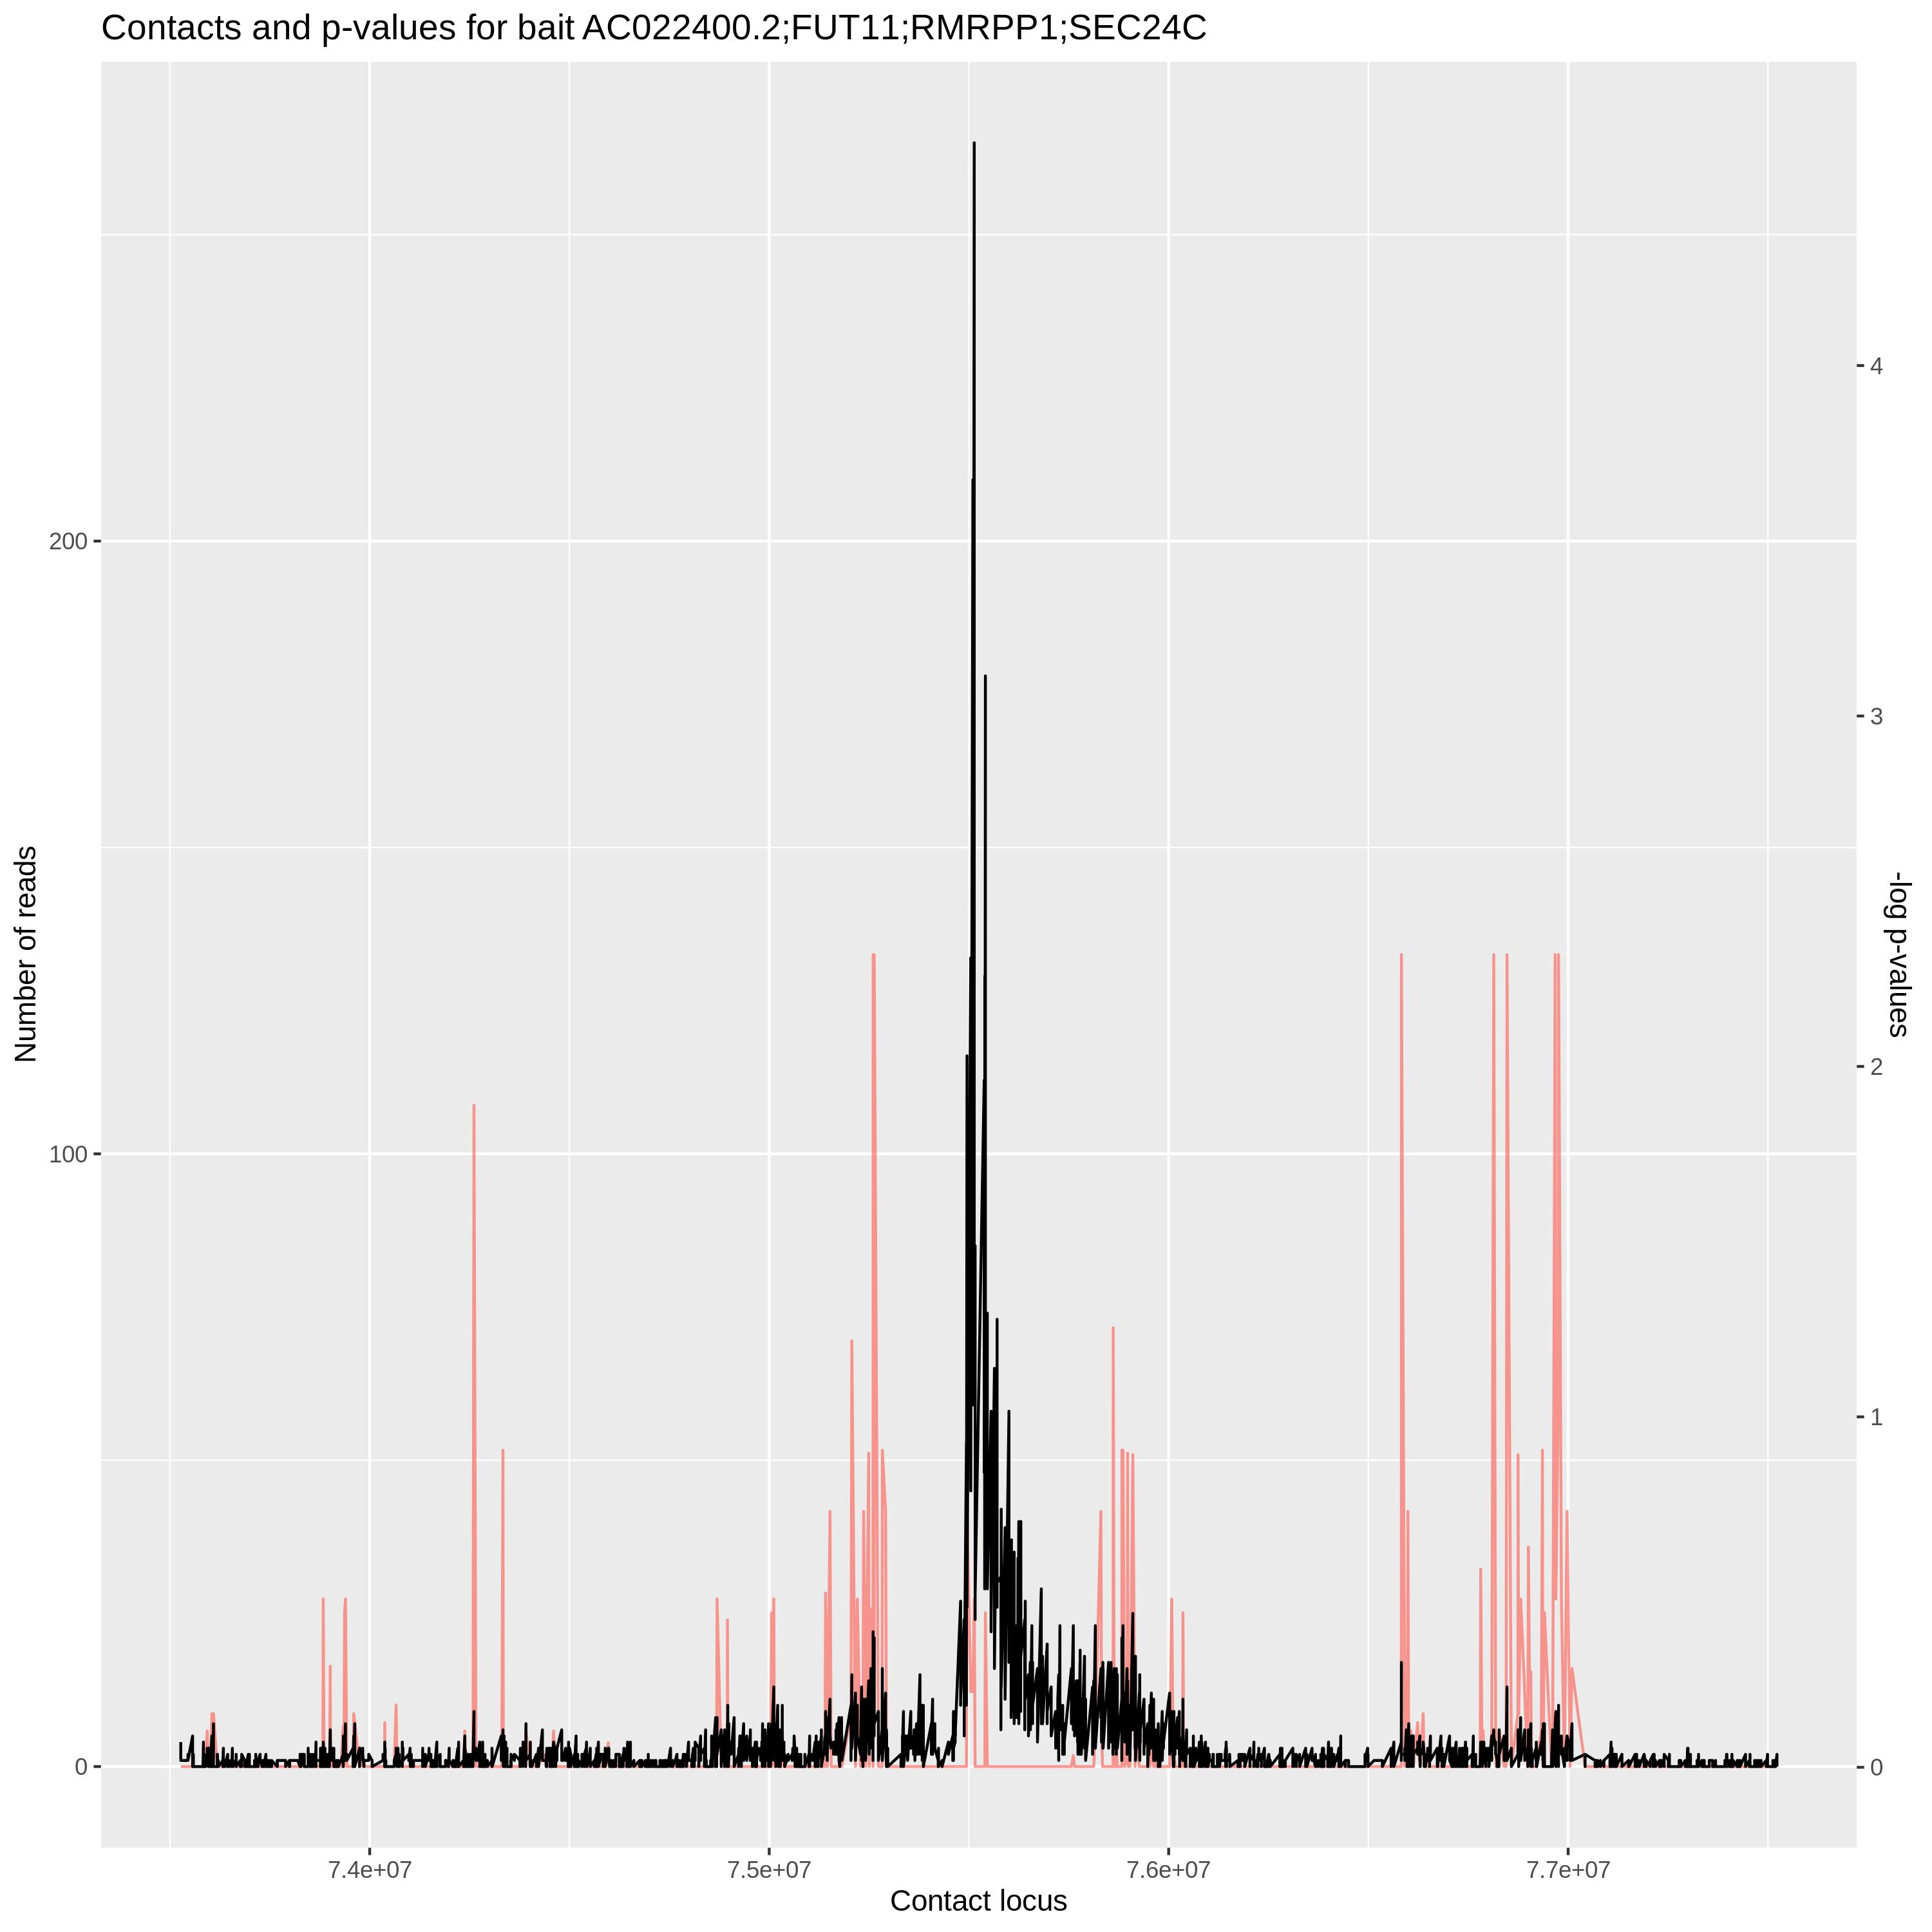 Contacts and p-values for bait AC022400.2;FUT11;RMRPP1;SEC24C
Number of reads
200
100
0
4
3
2
1
0
-log p-values
7.4e+07
7.5e+07
7.6e+07
7.7e+07
Contact locus